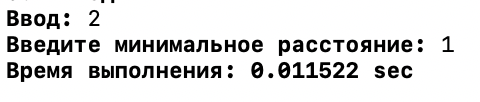 Ввод: 2
Введите минимальное расстояние: 1
Время выполнения: 0.011522 sec